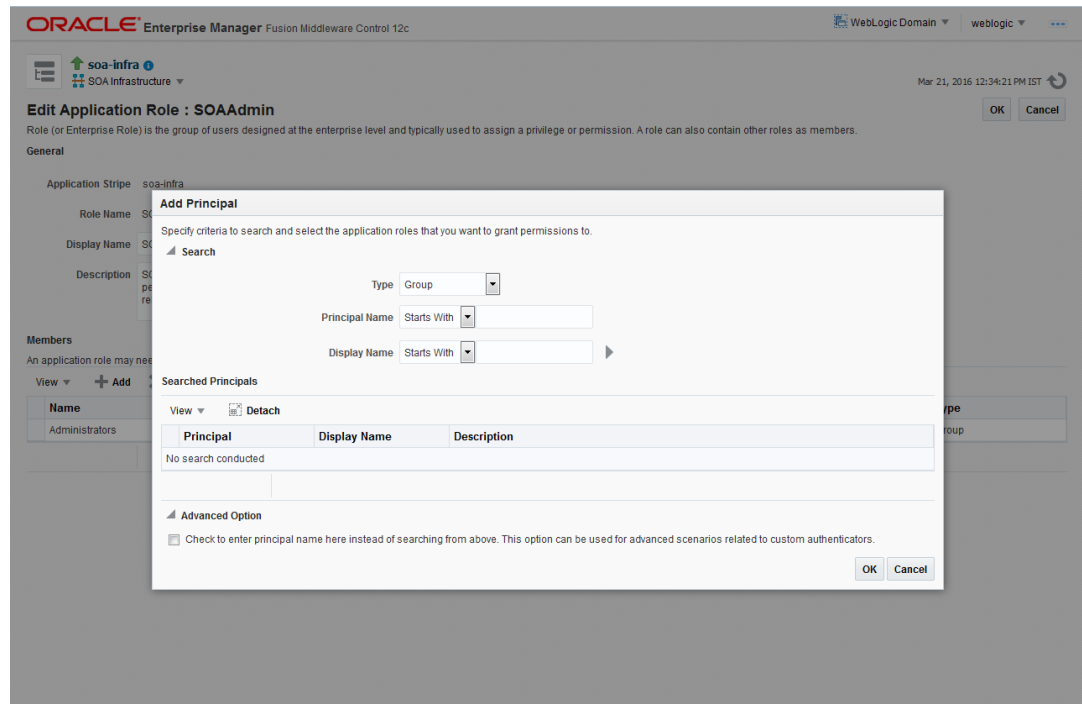 ORACLE Enterprise Manager Fusion Middleware Control 12c
WebLogic Domain weblogic
soa-infra
SOA Infrastructure
Mar 21, 2016 12:34:21 PM IST
Edit Application Role : SOAAdmin
OK Cancel
Role (or Enterprise Role) is the group of users designed at the enterprise level and typically used to assign a privilege or permission. A role can also contain other roles as members.
General
Application Stripe soa-infra
Role Name
Display Name
Description
Members
An application role may
View Add
Name
Administrators
Add Principal
Specify criteria to search and select the application roles that you want to grant permissions to.
Search
Type Group
Principal Name Starts With
Display Name Starts With
Searched Principals
View Detach
Principal Display Name Description
No search conducted
Advanced Option
Check to enter principal name here instead of searching from above. This option can be used for advanced scenarios related to custom authenticators.
OK Cancel